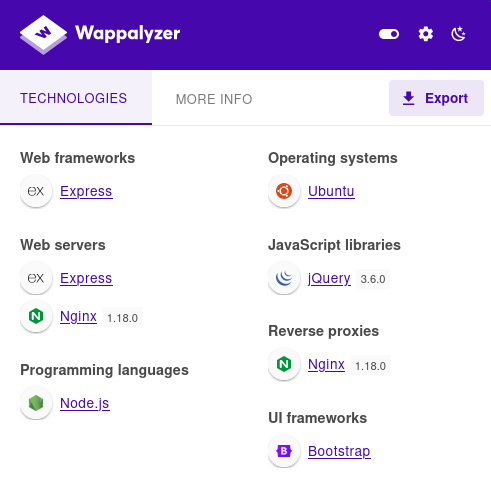 Wappalyzer
TECHNOLOGIES
MORE INFO
Export
Web frameworks
ex Express
Web servers
ex Express
Nginx 1.18.0
Programming languages
Node.js
Operating systems
Ubuntu
JavaScript libraries
jQuery 3.6.0
Reverse proxies
Nginx 1.18.0
UI frameworks
B Bootstrap